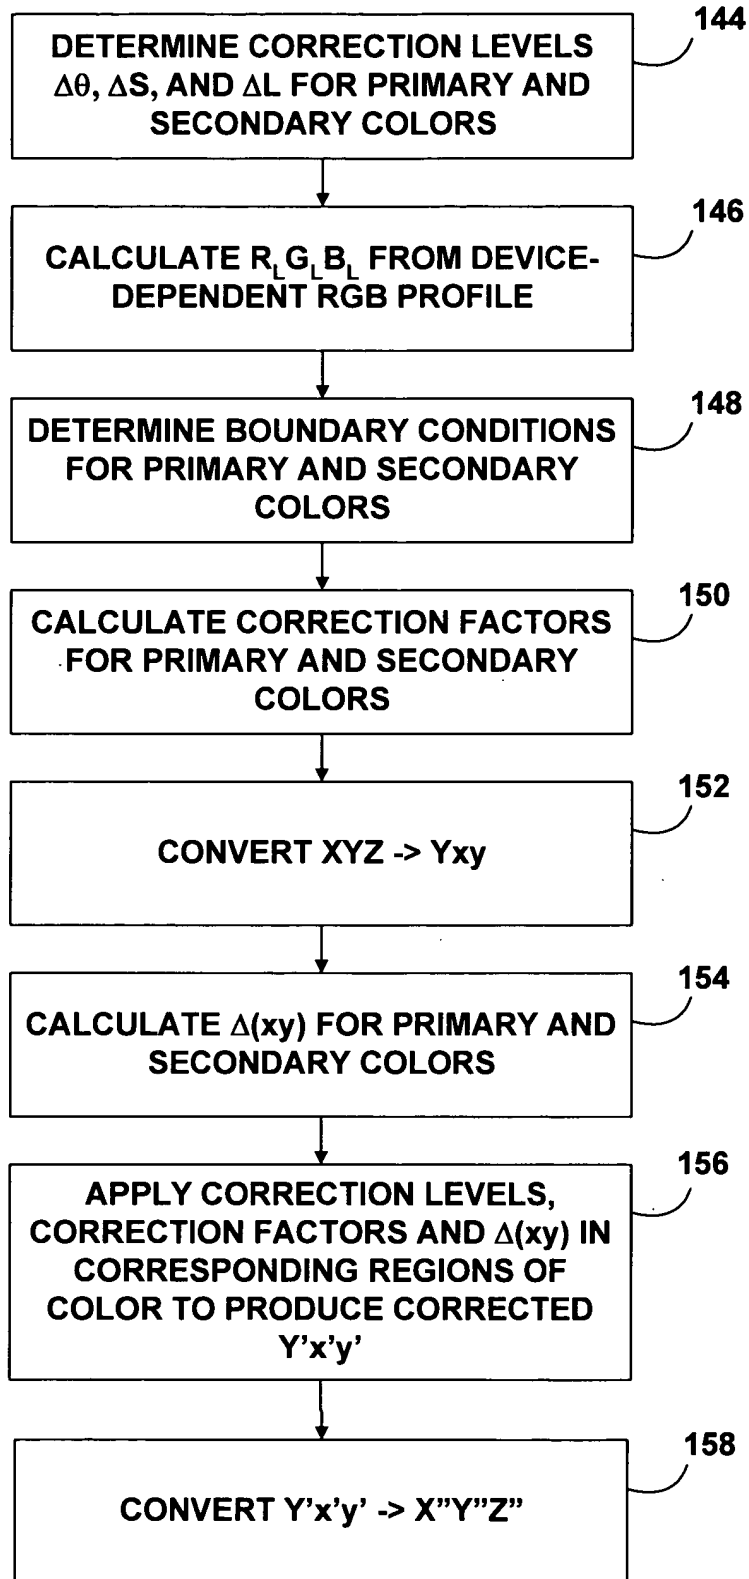 144
DETERMINE CORRECTION LEVELS
Δθ, ΔS, AND ΔL FOR PRIMARY AND
SECONDARY COLORS
146
CALCULATE R_LG_LB_L FROM DEVICE-
DEPENDENT RGB PROFILE
148
DETERMINE BOUNDARY CONDITIONS
FOR PRIMARY AND SECONDARY
COLORS
150
CALCULATE CORRECTION FACTORS
FOR PRIMARY AND SECONDARY
COLORS
152
CONVERT XYZ -> Yxy
154
CALCULATE Δ(xy) FOR PRIMARY AND
SECONDARY COLORS
156
APPLY CORRECTION LEVELS,
CORRECTION FACTORS AND Δ(xy) IN
CORRESPONDING REGIONS OF
COLOR TO PRODUCE CORRECTED
Y'x'y'
158
CONVERT Y'x'y' -> X”Y”Z”